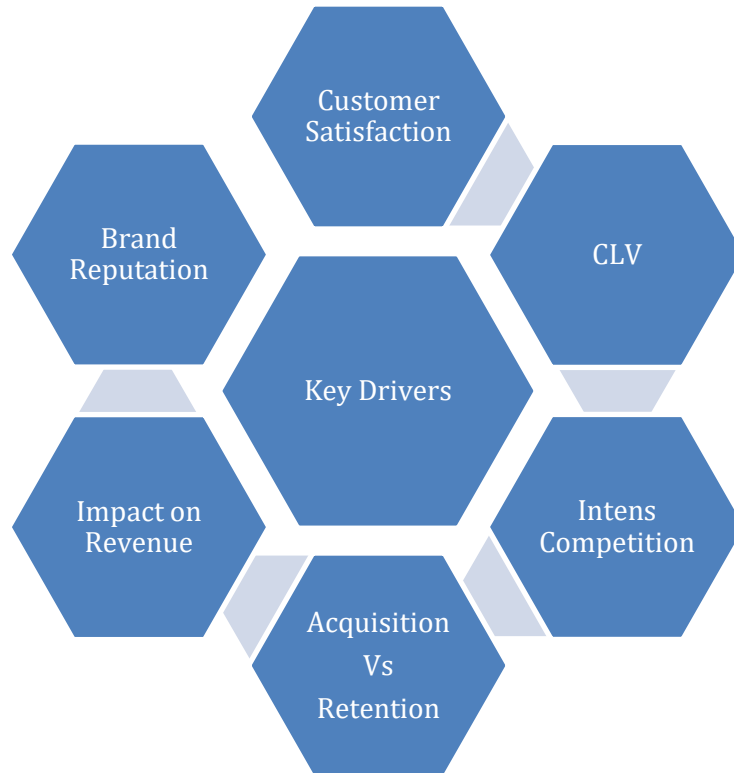 Customer
Satisfaction
Brand
Reputation
CLV
Key Drivers
Impact on
Revenue
Intens
Competition
Acquisition
Vs
Retention